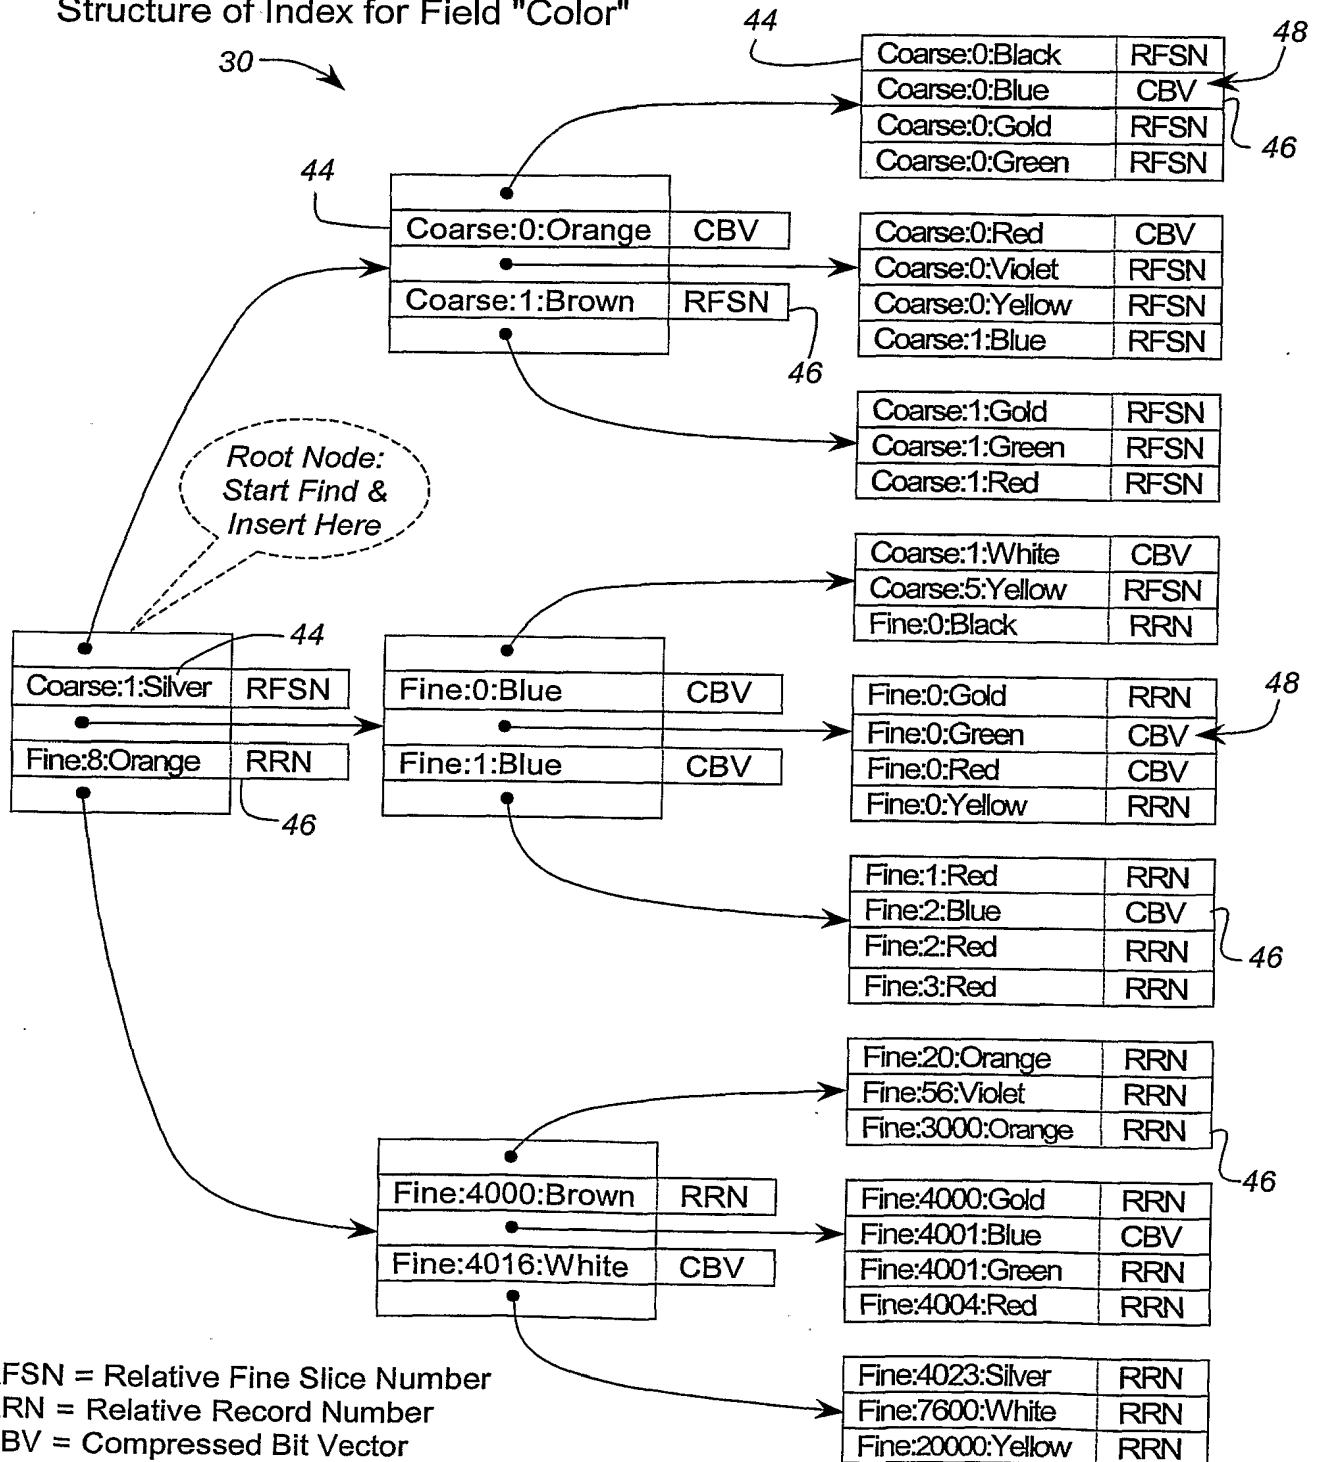 Structure of Index for Field "Color"
30
44
48
Coarse:0:Black RFSN
Coarse:0:Blue CBV
Coarse:0:Gold RFSN
Coarse:0:Green RFSN
46
44
Coarse:0:Orange CBV
Coarse:1:Brown RFSN
46
Coarse:0:Red CBV
Coarse:0:Violet RFSN
Coarse:0:Yellow RFSN
Coarse:1:Blue RFSN
Coarse:1:Gold RFSN
Coarse:1:Green RFSN
Coarse:1:Red RFSN
Root Node:
Start Find &
Insert Here
44
Coarse:1:Silver RFSN
Fine:8:Orange RRN
46
Fine:0:Blue CBV
Fine:1:Blue CBV
Coarse:1:White CBV
Coarse:5:Yellow RFSN
Fine:0:Black RRN
48
Fine:0:Gold RRN
Fine:0:Green CBV
Fine:0:Red CBV
Fine:0:Yellow RRN
Fine:1:Red RRN
Fine:2:Blue CBV
Fine:2:Red RRN
Fine:3:Red RRN
46
Fine:20:Orange RRN
Fine:56:Violet RRN
Fine:3000:Orange RRN
46
Fine:4000:Brown RRN
Fine:4016:White CBV
Fine:4000:Gold RRN
Fine:4001:Blue CBV
Fine:4001:Green RRN
Fine:4004:Red RRN
Fine:4023:Silver RRN
Fine:7600:White RRN
Fine:20000:Yellow RRN
FSN = Relative Fine Slice Number
RN = Relative Record Number
BV = Compressed Bit Vector